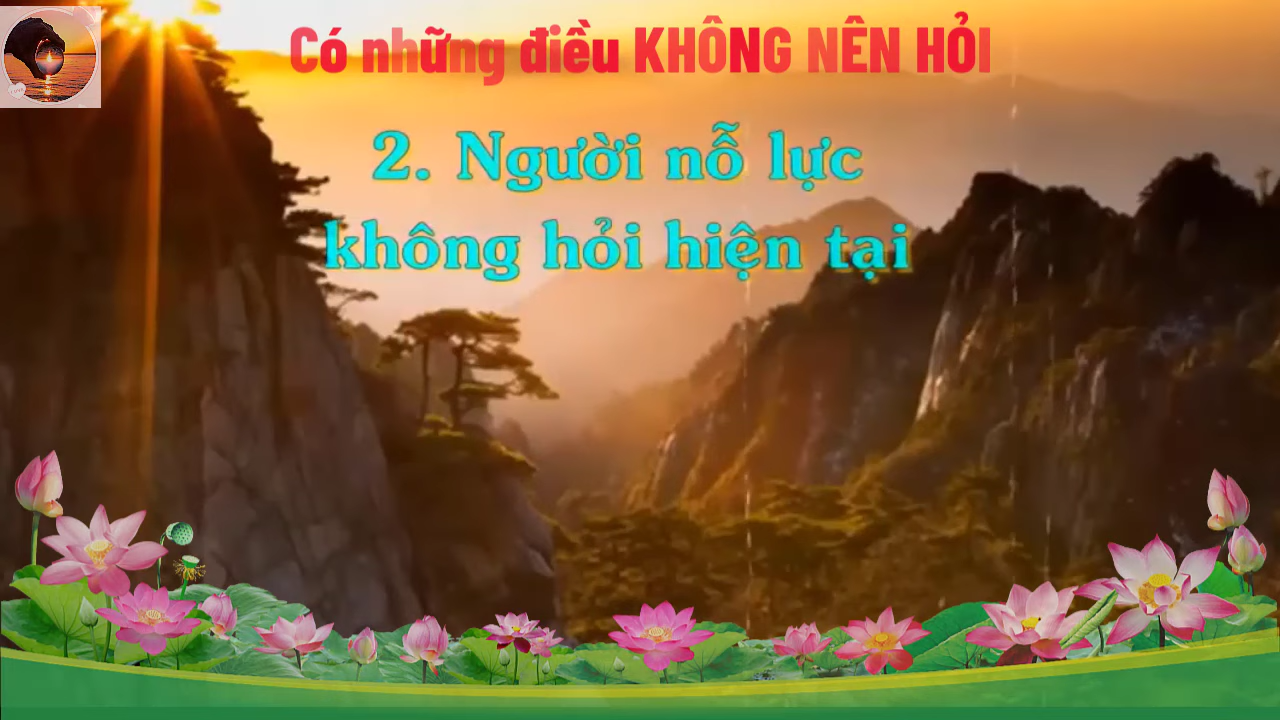 Có những điều KHÔNG NÊN HỎI
2. Người nỗ lực
không hỏi hiện tại